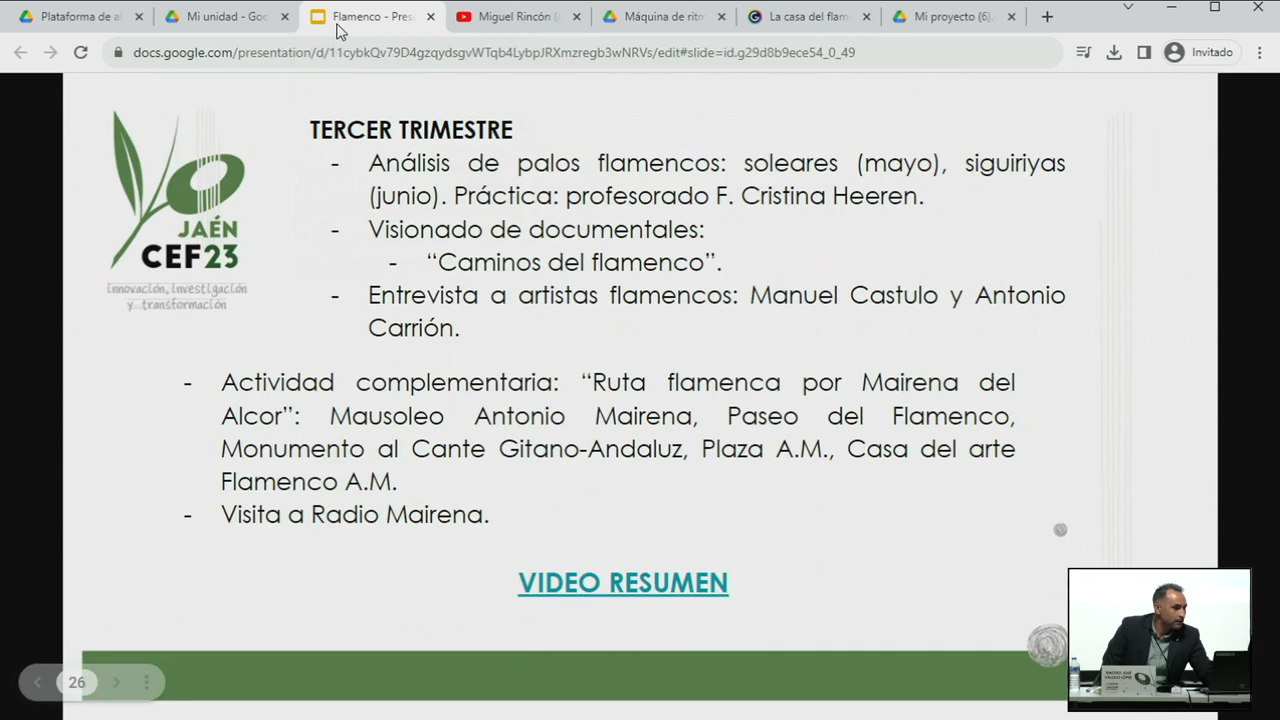 Plataforma de a
Mi unidad - Goo
Flamenco - Pres
Miguel Rincón (
Máquina de ritm
La casa del flam
Mi proyecto (6).
docs.google.com/presentation/d/11cybkQv79D4gzqydsgvWTqb4LybpJRXmzregb3wNRVs/edit#slide=id.g29d8b9ece54_0_49
Invitado
JAÉN
CEF23
Innovación, investigación
y...transformación
TERCER TRIMESTRE
- Análisis de palos flamencos: soleares (mayo), siguiriyas
(junio). Práctica: profesorado F. Cristina Heeren.
- Visionado de documentales:
- “Caminos del flamenco”.
- Entrevista a artistas flamencos: Manuel Castulo y Antonio
Carrión.
- Actividad complementaria: “Ruta flamenca por Mairena del
Alcor”: Mausoleo Antonio Mairena, Paseo del Flamenco,
Monumento al Cante Gitano-Andaluz, Plaza A.M., Casa del arte
Flamenco A.M.
- Visita a Radio Mairena.
VIDEO RESUMEN
26